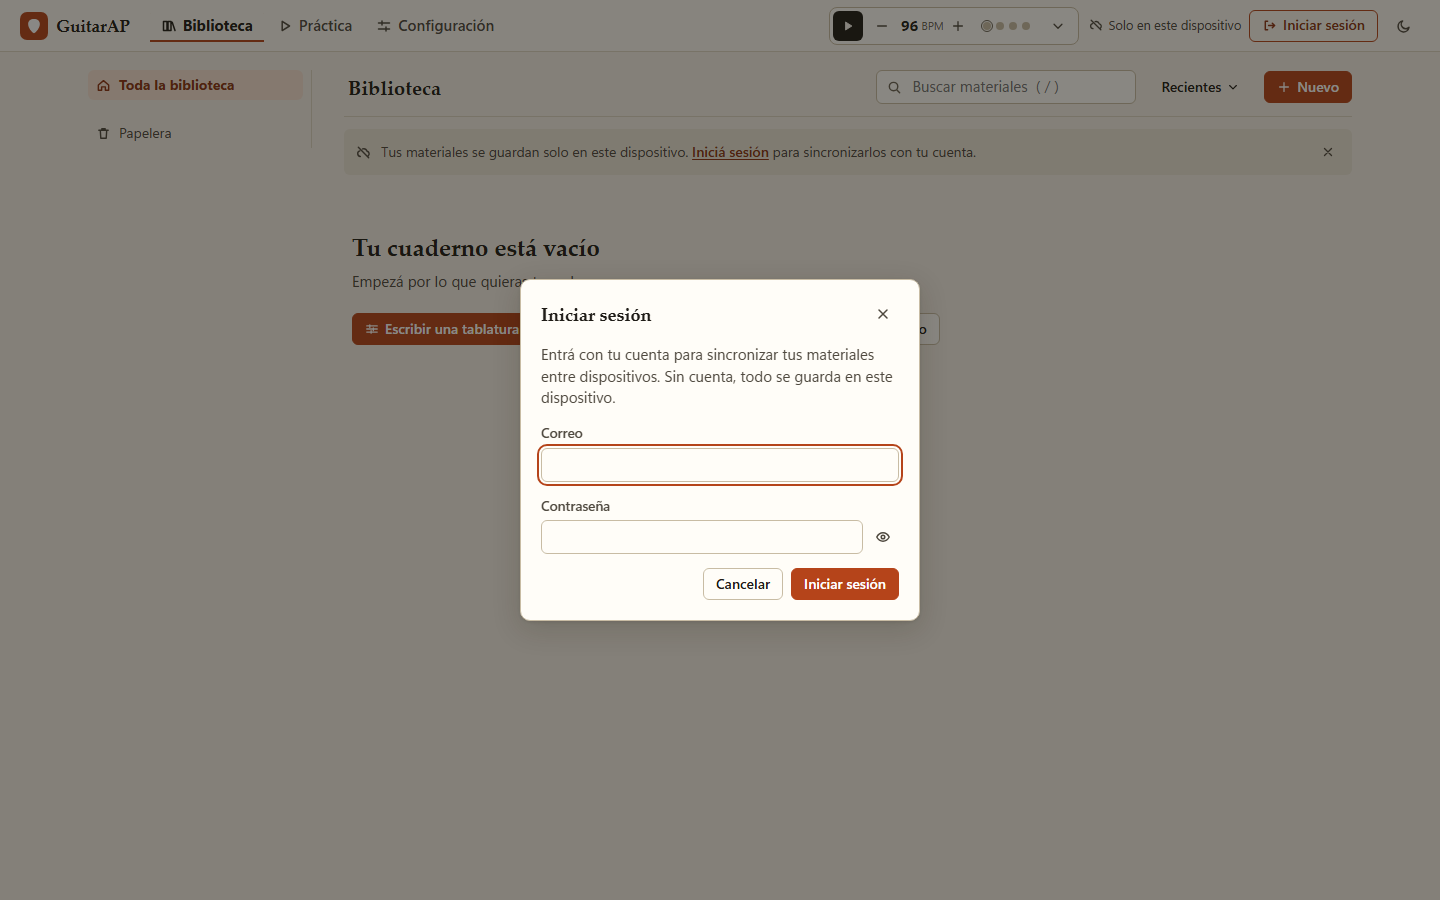 GuitarAP
Biblioteca
Práctica
Configuración
96 BPM
Solo en este dispositivo
Iniciar sesión
Toda la biblioteca
Papelera
Biblioteca
Buscar materiales ( / )
Recientes
Nuevo
Tus materiales se guardan solo en este dispositivo. Iniciá sesión para sincronizarlos con tu cuenta.
Tu cuaderno está vacío
Empezá por lo que quieras
Escribir una tablatura
Iniciar sesión
Entrá con tu cuenta para sincronizar tus materiales
entre dispositivos. Sin cuenta, todo se guarda en este
dispositivo.
Correo
Contraseña
Cancelar
Iniciar sesión